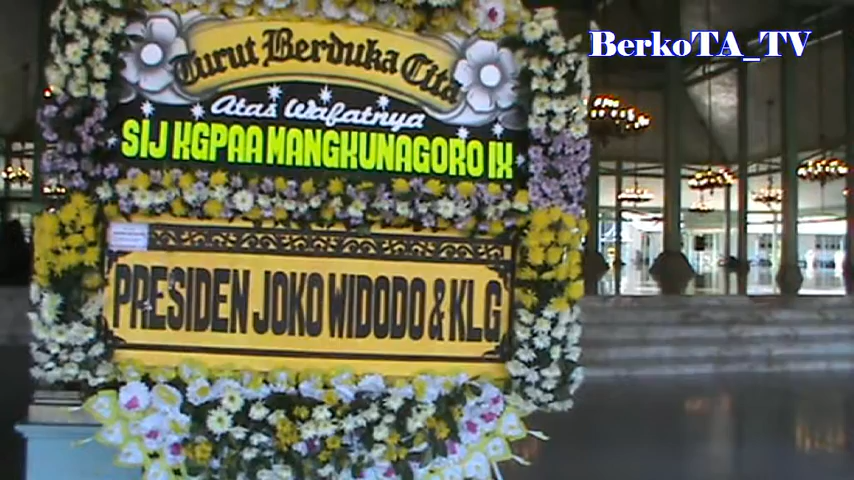 BerkoTA_TV
Turut Berduka Cita
Atas Wafatnya
SIJ KGPAA MANGKUNAGORO IX
PRESIDEN JOKO WIDODO & KLG